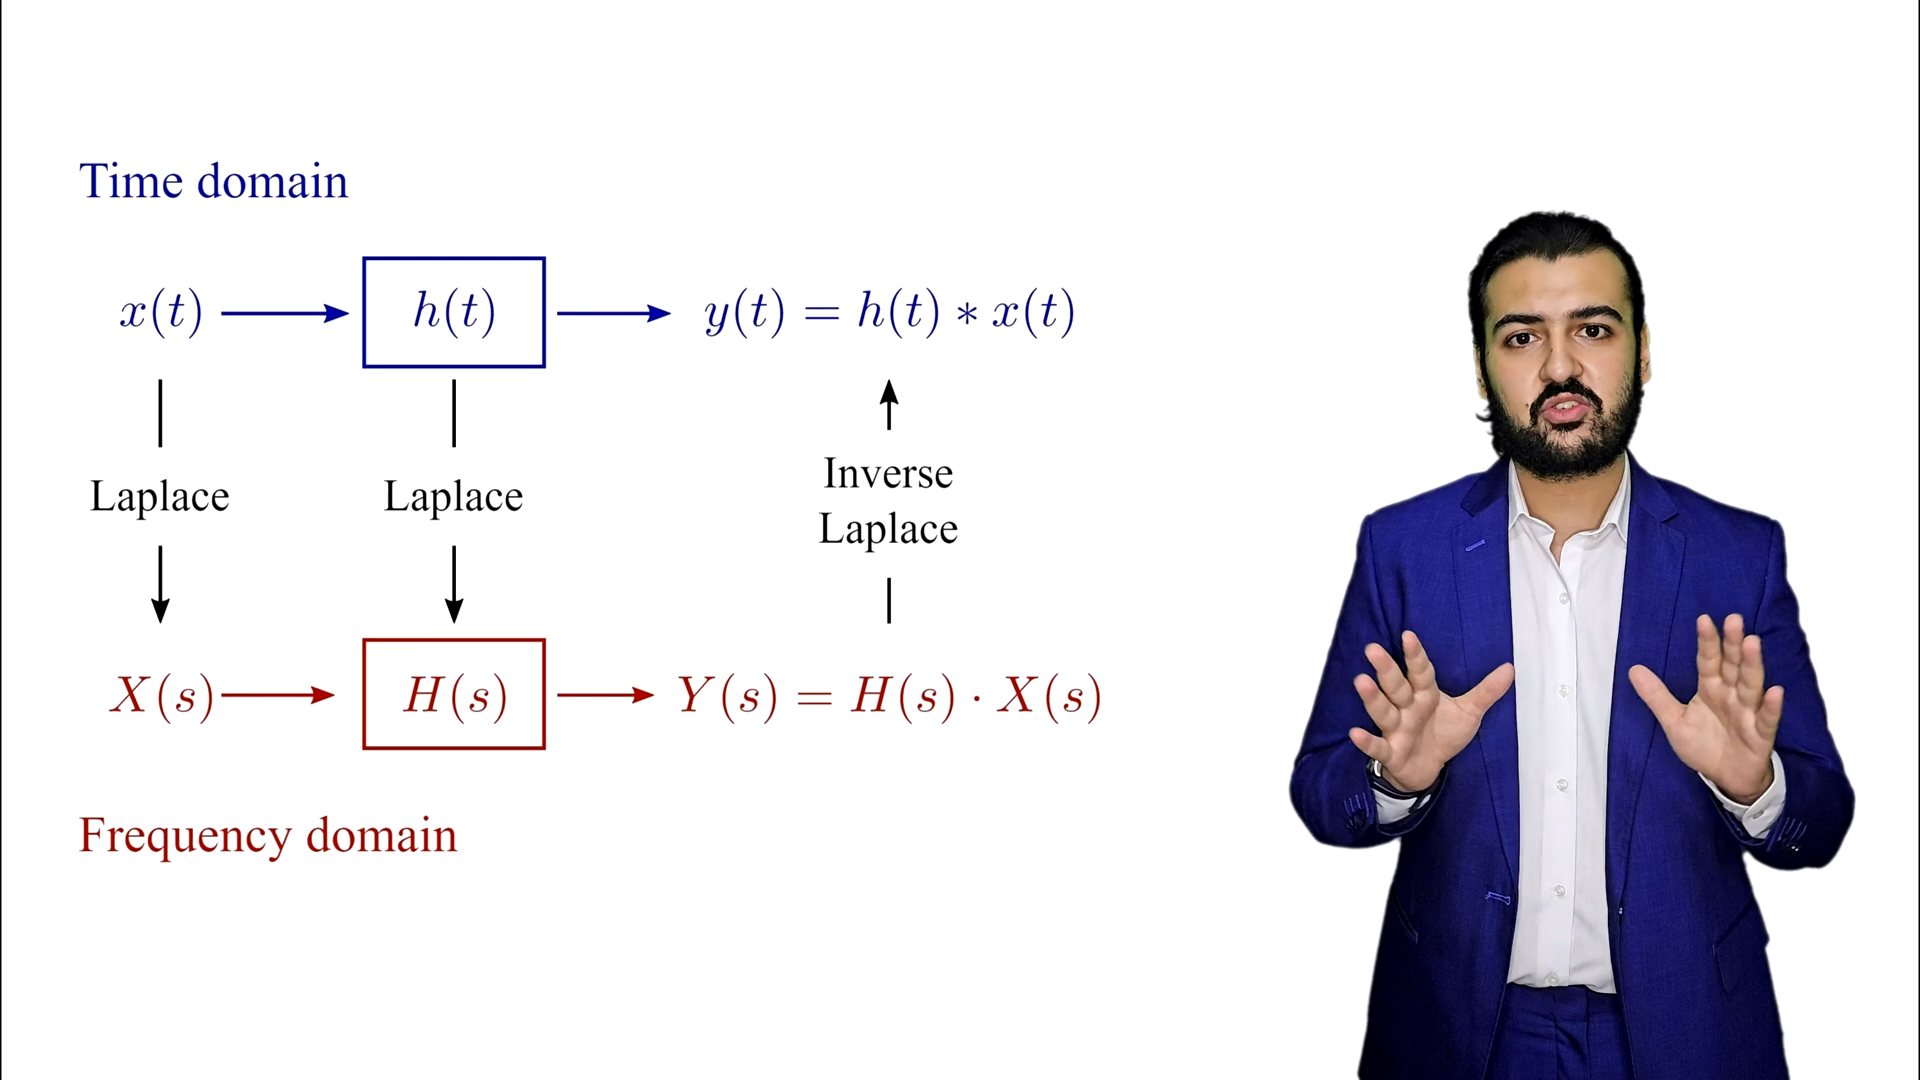 Time domain
x(t) h(t) y(t) = h(t) ∗ x(t)
Laplace Laplace Inverse
Laplace
X(s) H(s) Y(s) = H(s) · X(s)
Frequency domain